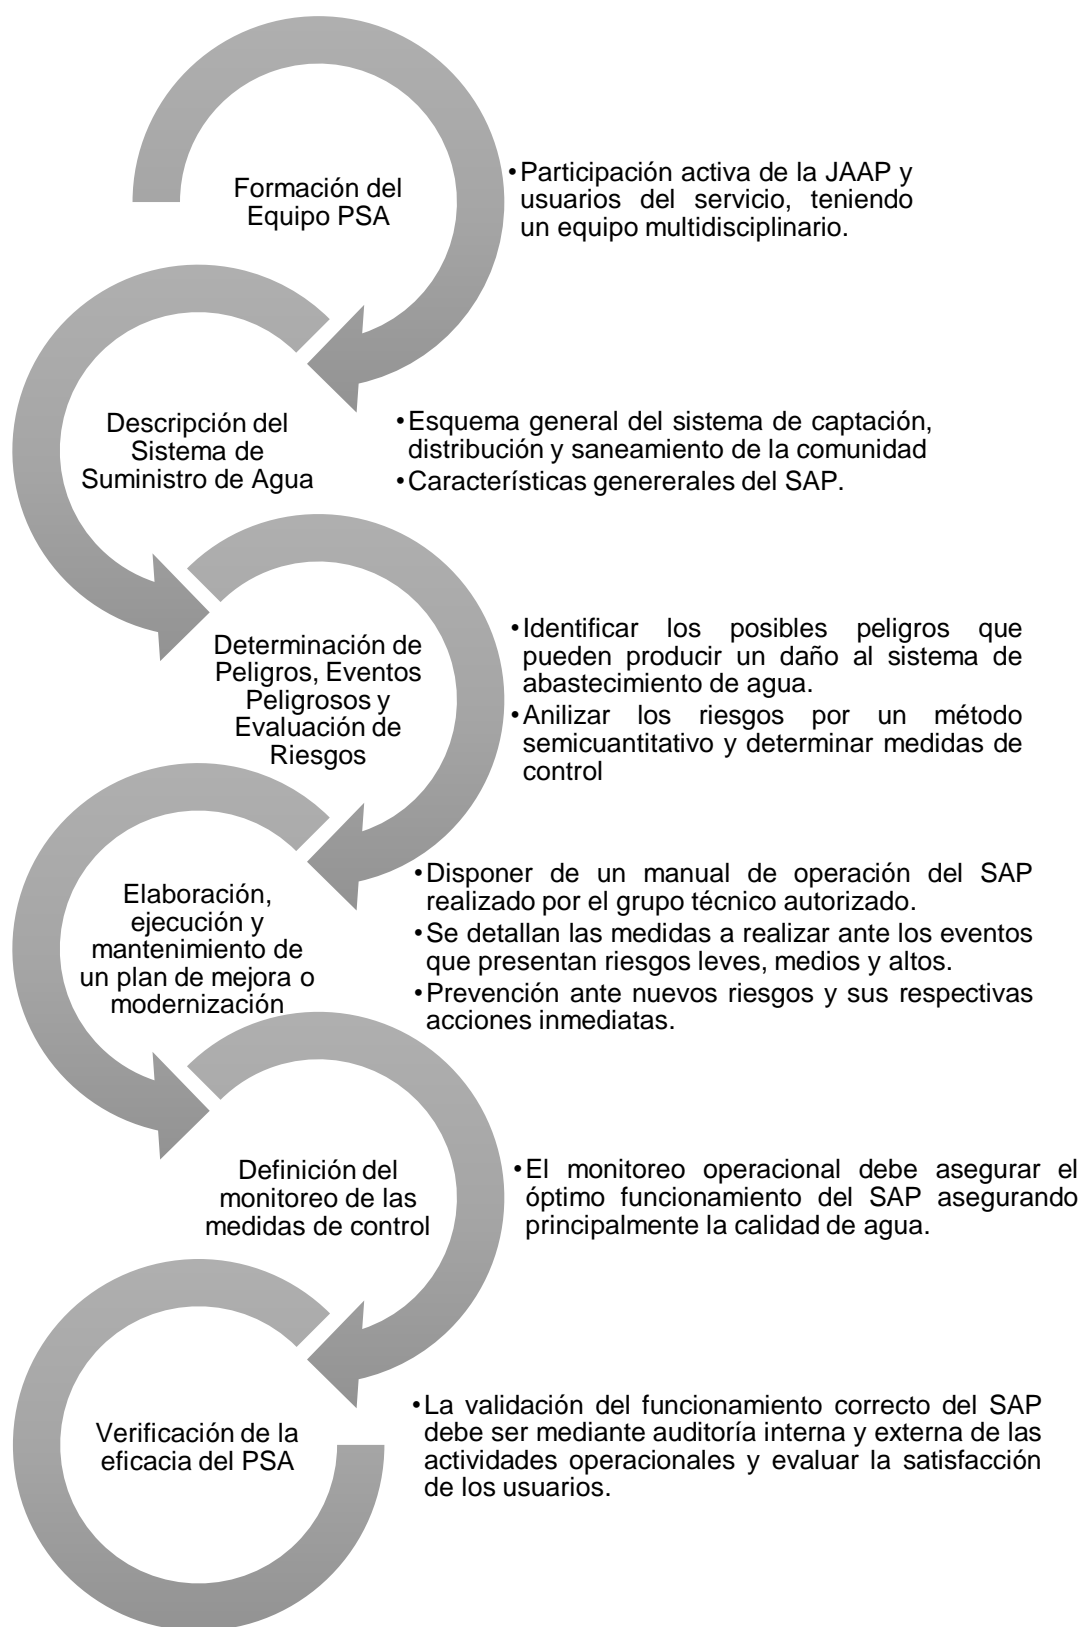 Formación del
Equipo PSA
•Participación activa de la JAAP y
usuarios del servicio, teniendo
un equipo multidisciplinario.
Descripción del
Sistema de
Suministro de Agua
•Esquema general del sistema de captación,
distribución y saneamiento de la comunidad
•Características genererales del SAP.
Determinación de
Peligros, Eventos
Peligrosos y
Evaluación de
Riesgos
•Identificar los posibles peligros que
pueden producir un daño al sistema de
abastecimiento de agua.
•Anilizar los riesgos por un método
semicuantitativo y determinar medidas de
control
Elaboración,
ejecución y
mantenimiento de
un plan de mejora o
modernización
•Disponer de un manual de operación del SAP
realizado por el grupo técnico autorizado.
•Se detallan las medidas a realizar ante los eventos
que presentan riesgos leves, medios y altos.
•Prevención ante nuevos riesgos y sus respectivas
acciones inmediatas.
Definición del
monitoreo de las
medidas de control
•El monitoreo operacional debe asegurar el
óptimo funcionamiento del SAP asegurando
principalmente la calidad de agua.
Verificación de la
eficacia del PSA
•La validación del funcionamiento correcto del SAP
debe ser mediante auditoría interna y externa de las
actividades operacionales y evaluar la satisfacción
de los usuarios.